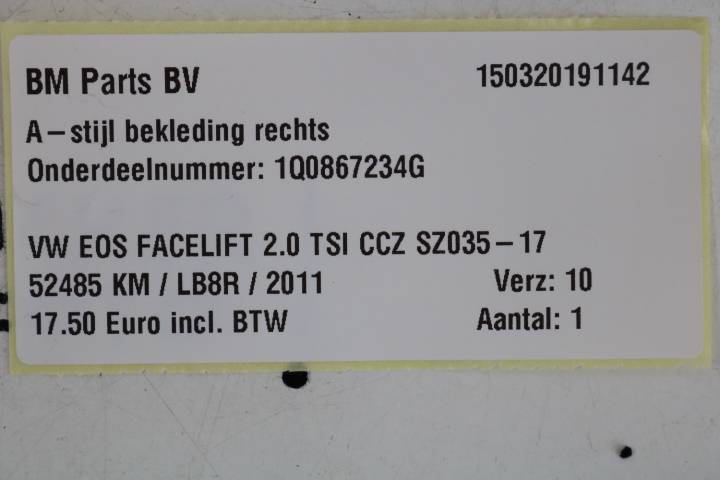 BM Parts BV 150320191142
A-stijl bekleding rechts
Onderdeelnummer: 1Q0867234G
VW EOS FACELIFT 2.0 TSI CCZ SZ035-17
52485 KM / LB8R / 2011 Verz: 10
17.50 Euro incl. BTW Aantal: 1